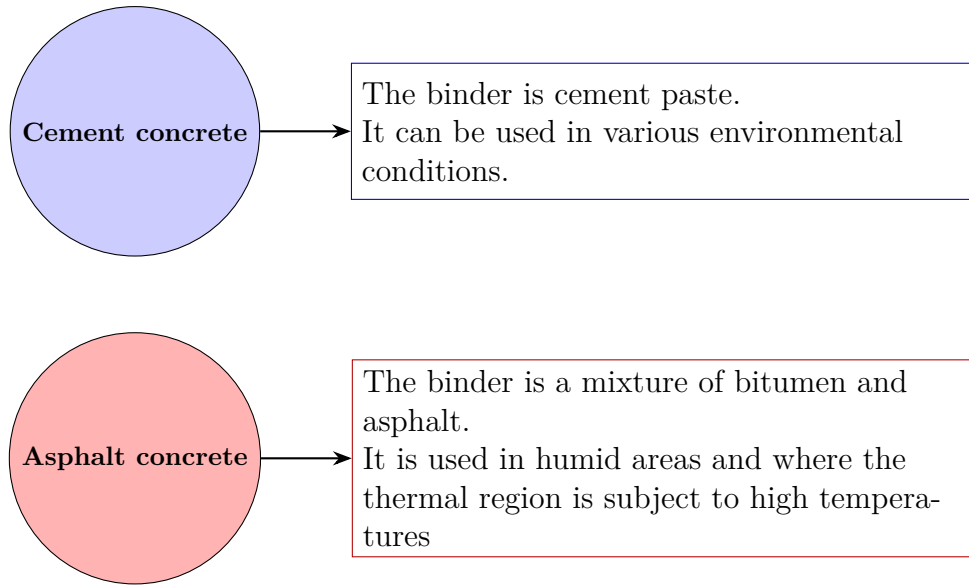 Cement concrete
The binder is cement paste.
It can be used in various environmental
conditions.
Asphalt concrete
The binder is a mixture of bitumen and
asphalt.
It is used in humid areas and where the
thermal region is subject to high tempera-
tures